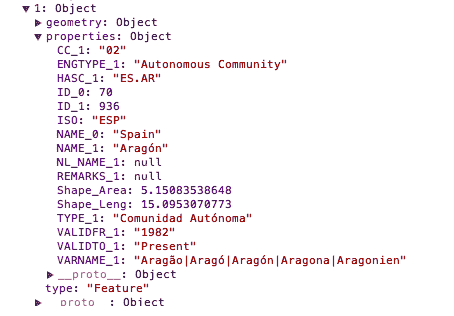 1: Object
geometry: Object
properties: Object
CC_1: "02"
ENGTYPE_1: "Autonomous Community"
HASC_1: "ES.AR"
ID_0: 70
ID_1: 936
ISO: "ESP"
NAME_0: "Spain"
NAME_1: "Aragón"
NL_NAME_1: null
REMARKS_1: null
Shape_Area: 5.15083538648
Shape_Leng: 15.0953070773
TYPE_1: "Comunidad Autónoma"
VALIDFR_1: "1982"
VALIDTO_1: "Present"
VARNAME_1: "Aragão|Aragó|Aragón|Aragona|Aragonien"
__proto__: Object
type: "Feature"
__proto__: Object